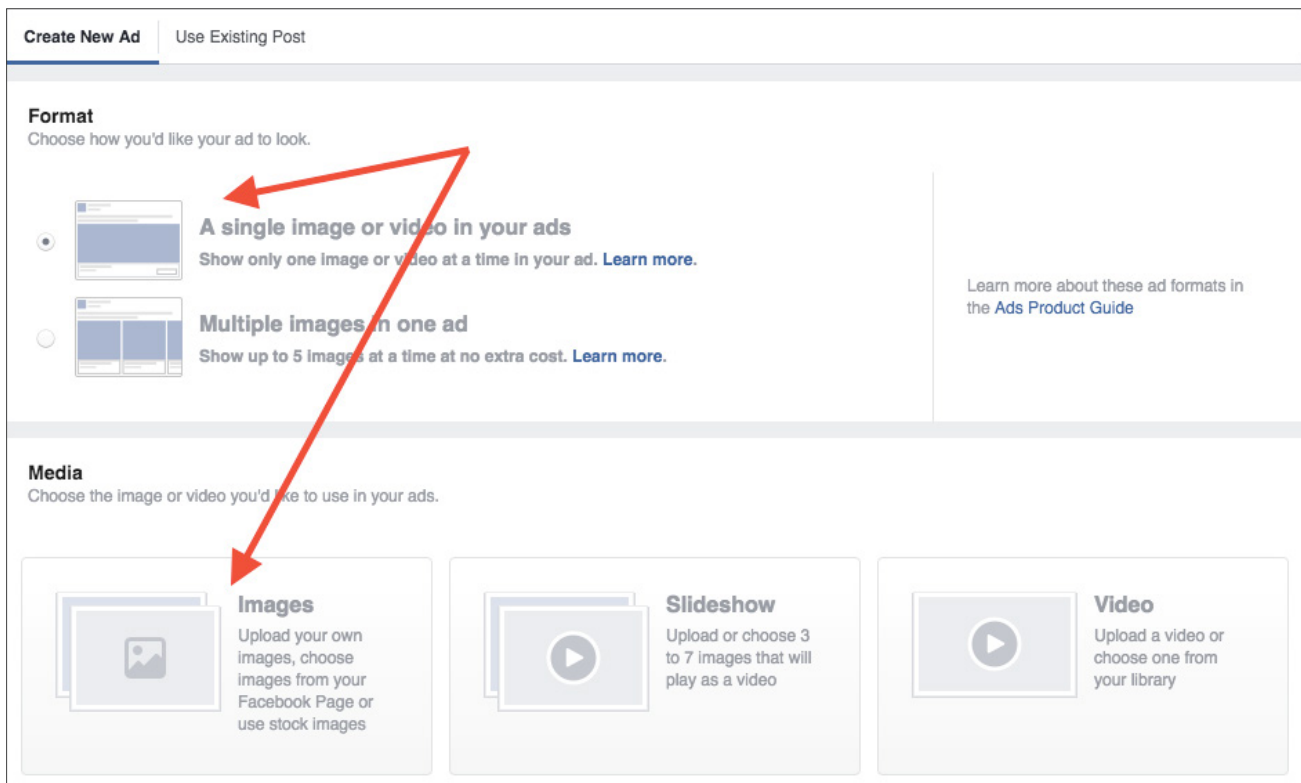 Create New Ad
Use Existing Post
Format
Choose how you'd like your ad to look.
A single image or video in your ads
Show only one image or video at a time in your ad. Learn more.
Multiple images in one ad
Show up to 5 images at a time at no extra cost. Learn more.
Learn more about these ad formats in
the Ads Product Guide
Media
Choose the image or video you'd like to use in your ads.
Images
Upload your own
images, choose
images from your
Facebook Page or
use stock images
Slideshow
Upload or choose 3
to 7 images that will
play as a video
Video
Upload a video or
choose one from
your library